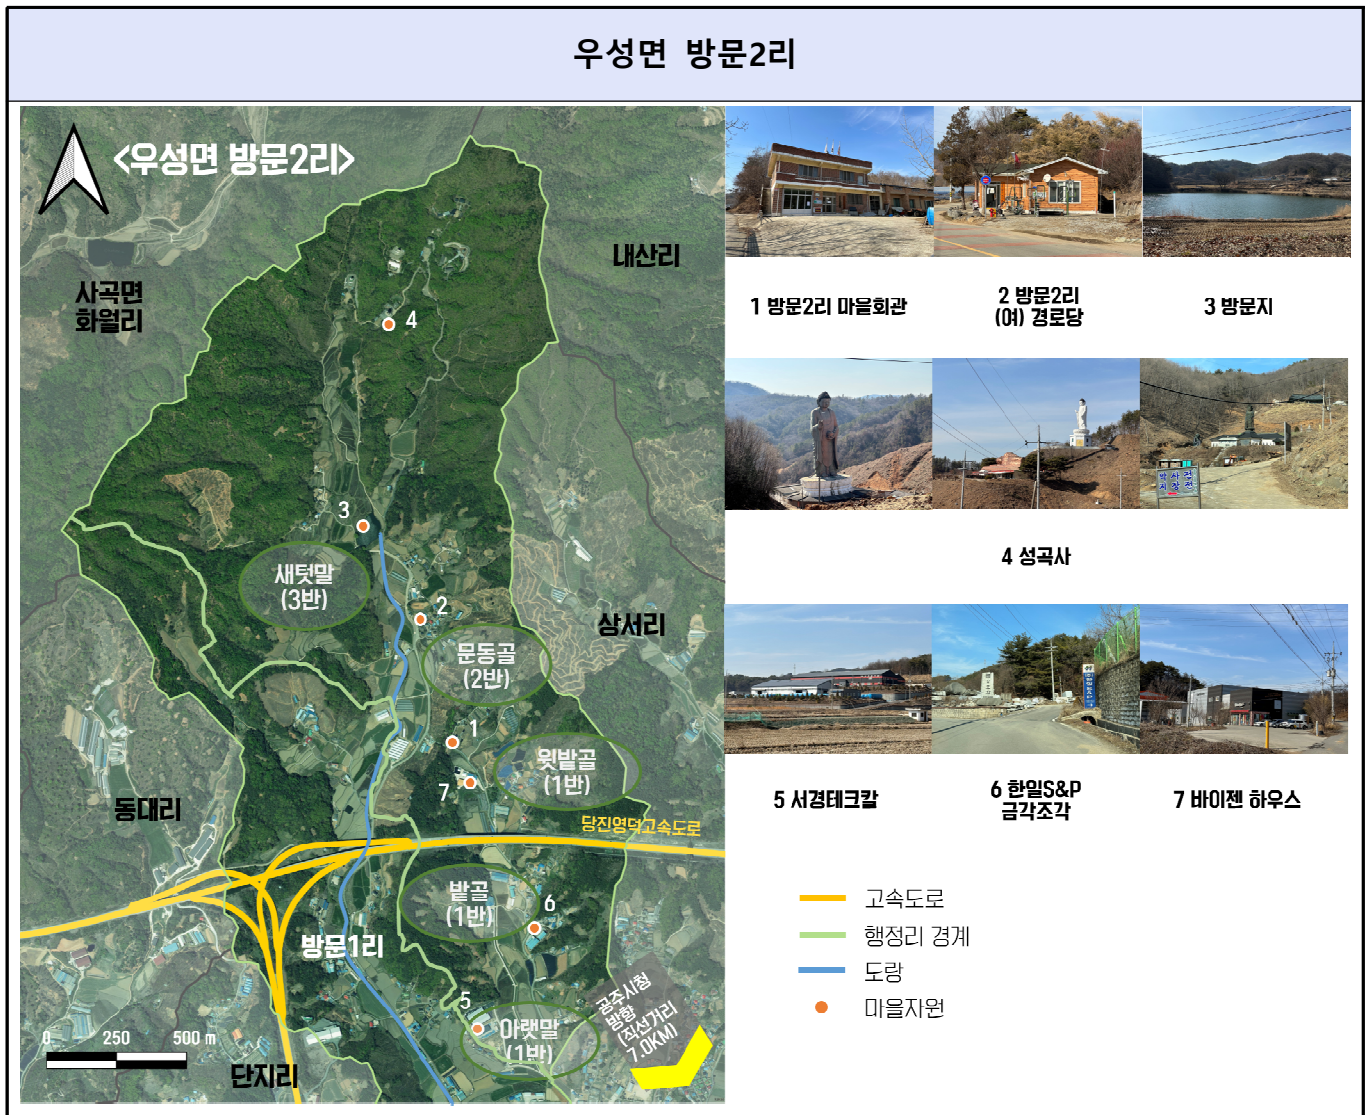 우성면 방문2리
<우성면 방문2리>
내산리
사곡면
화월리
4
3
새텃말
(3반)
2
상서리
문동골
(2반)
1
윗밭골
(1반)
7
동대리
당진영덕고속도로
밭골
(1반)
6
방문1리
5
아랫말
(1반)
공주시청
방향
(직선거리
7.0KM)
0 250 500 m
단지리
1 방문2리 마을회관
2 방문2리
(여) 경로당
3 방문지
4 성곡사
5 서경테크칼
6 한일S&P
금각조각
7 바이젠 하우스
고속도로
행정리 경계
도랑
마을자원